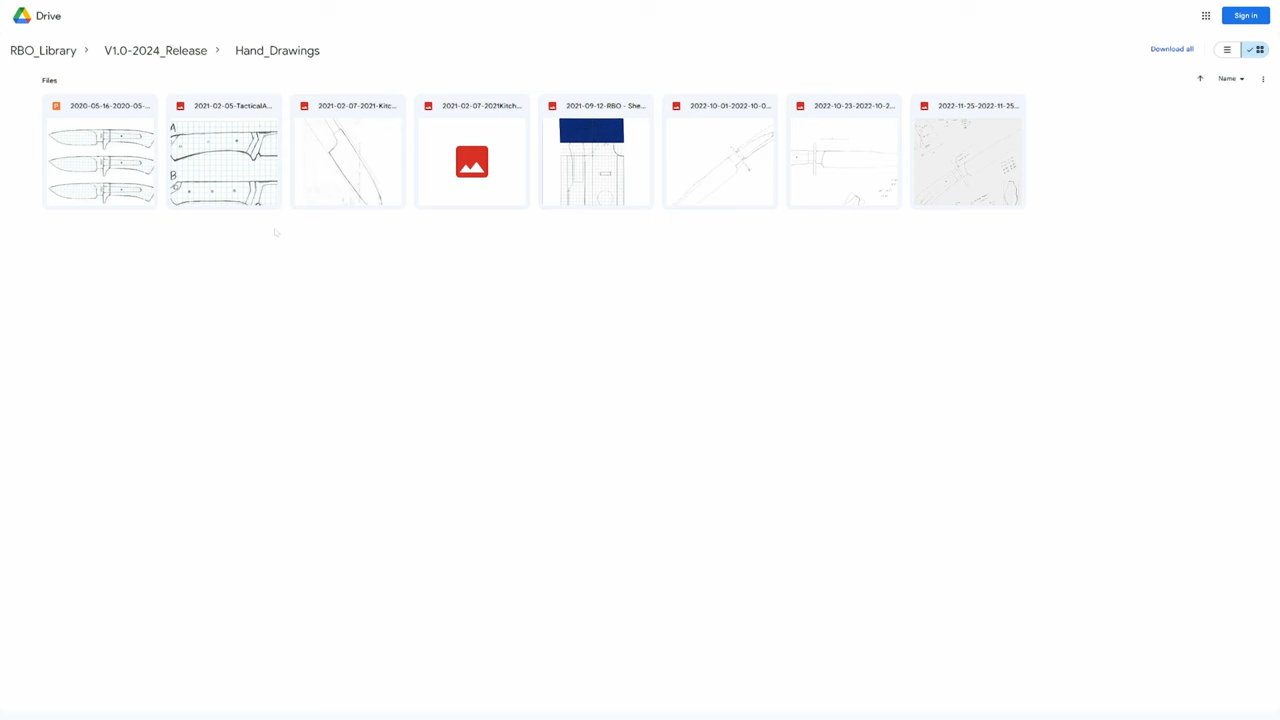 Drive
Sign in
RBO_Library > V1.0-2024_Release > Hand_Drawings
Download all
Files
Name
2020-05-16-2020-05-...
2021-02-05-TacticalA...
2021-02-07-2021-Kitc...
2021-02-07-2021Kitch...
2021-09-12-RBO - She...
2022-10-01-2022-10-0...
2022-10-23-2022-10-2...
2022-11-25-2022-11-25...
A
B